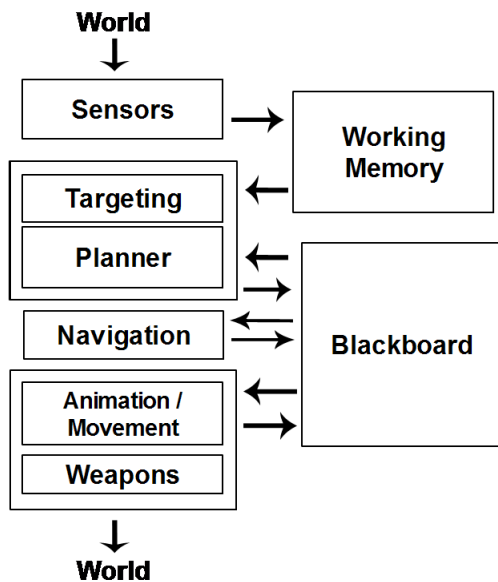 World
Sensors
Working
Memory
Targeting
Planner
Navigation
Blackboard
Animation /
Movement
Weapons
World